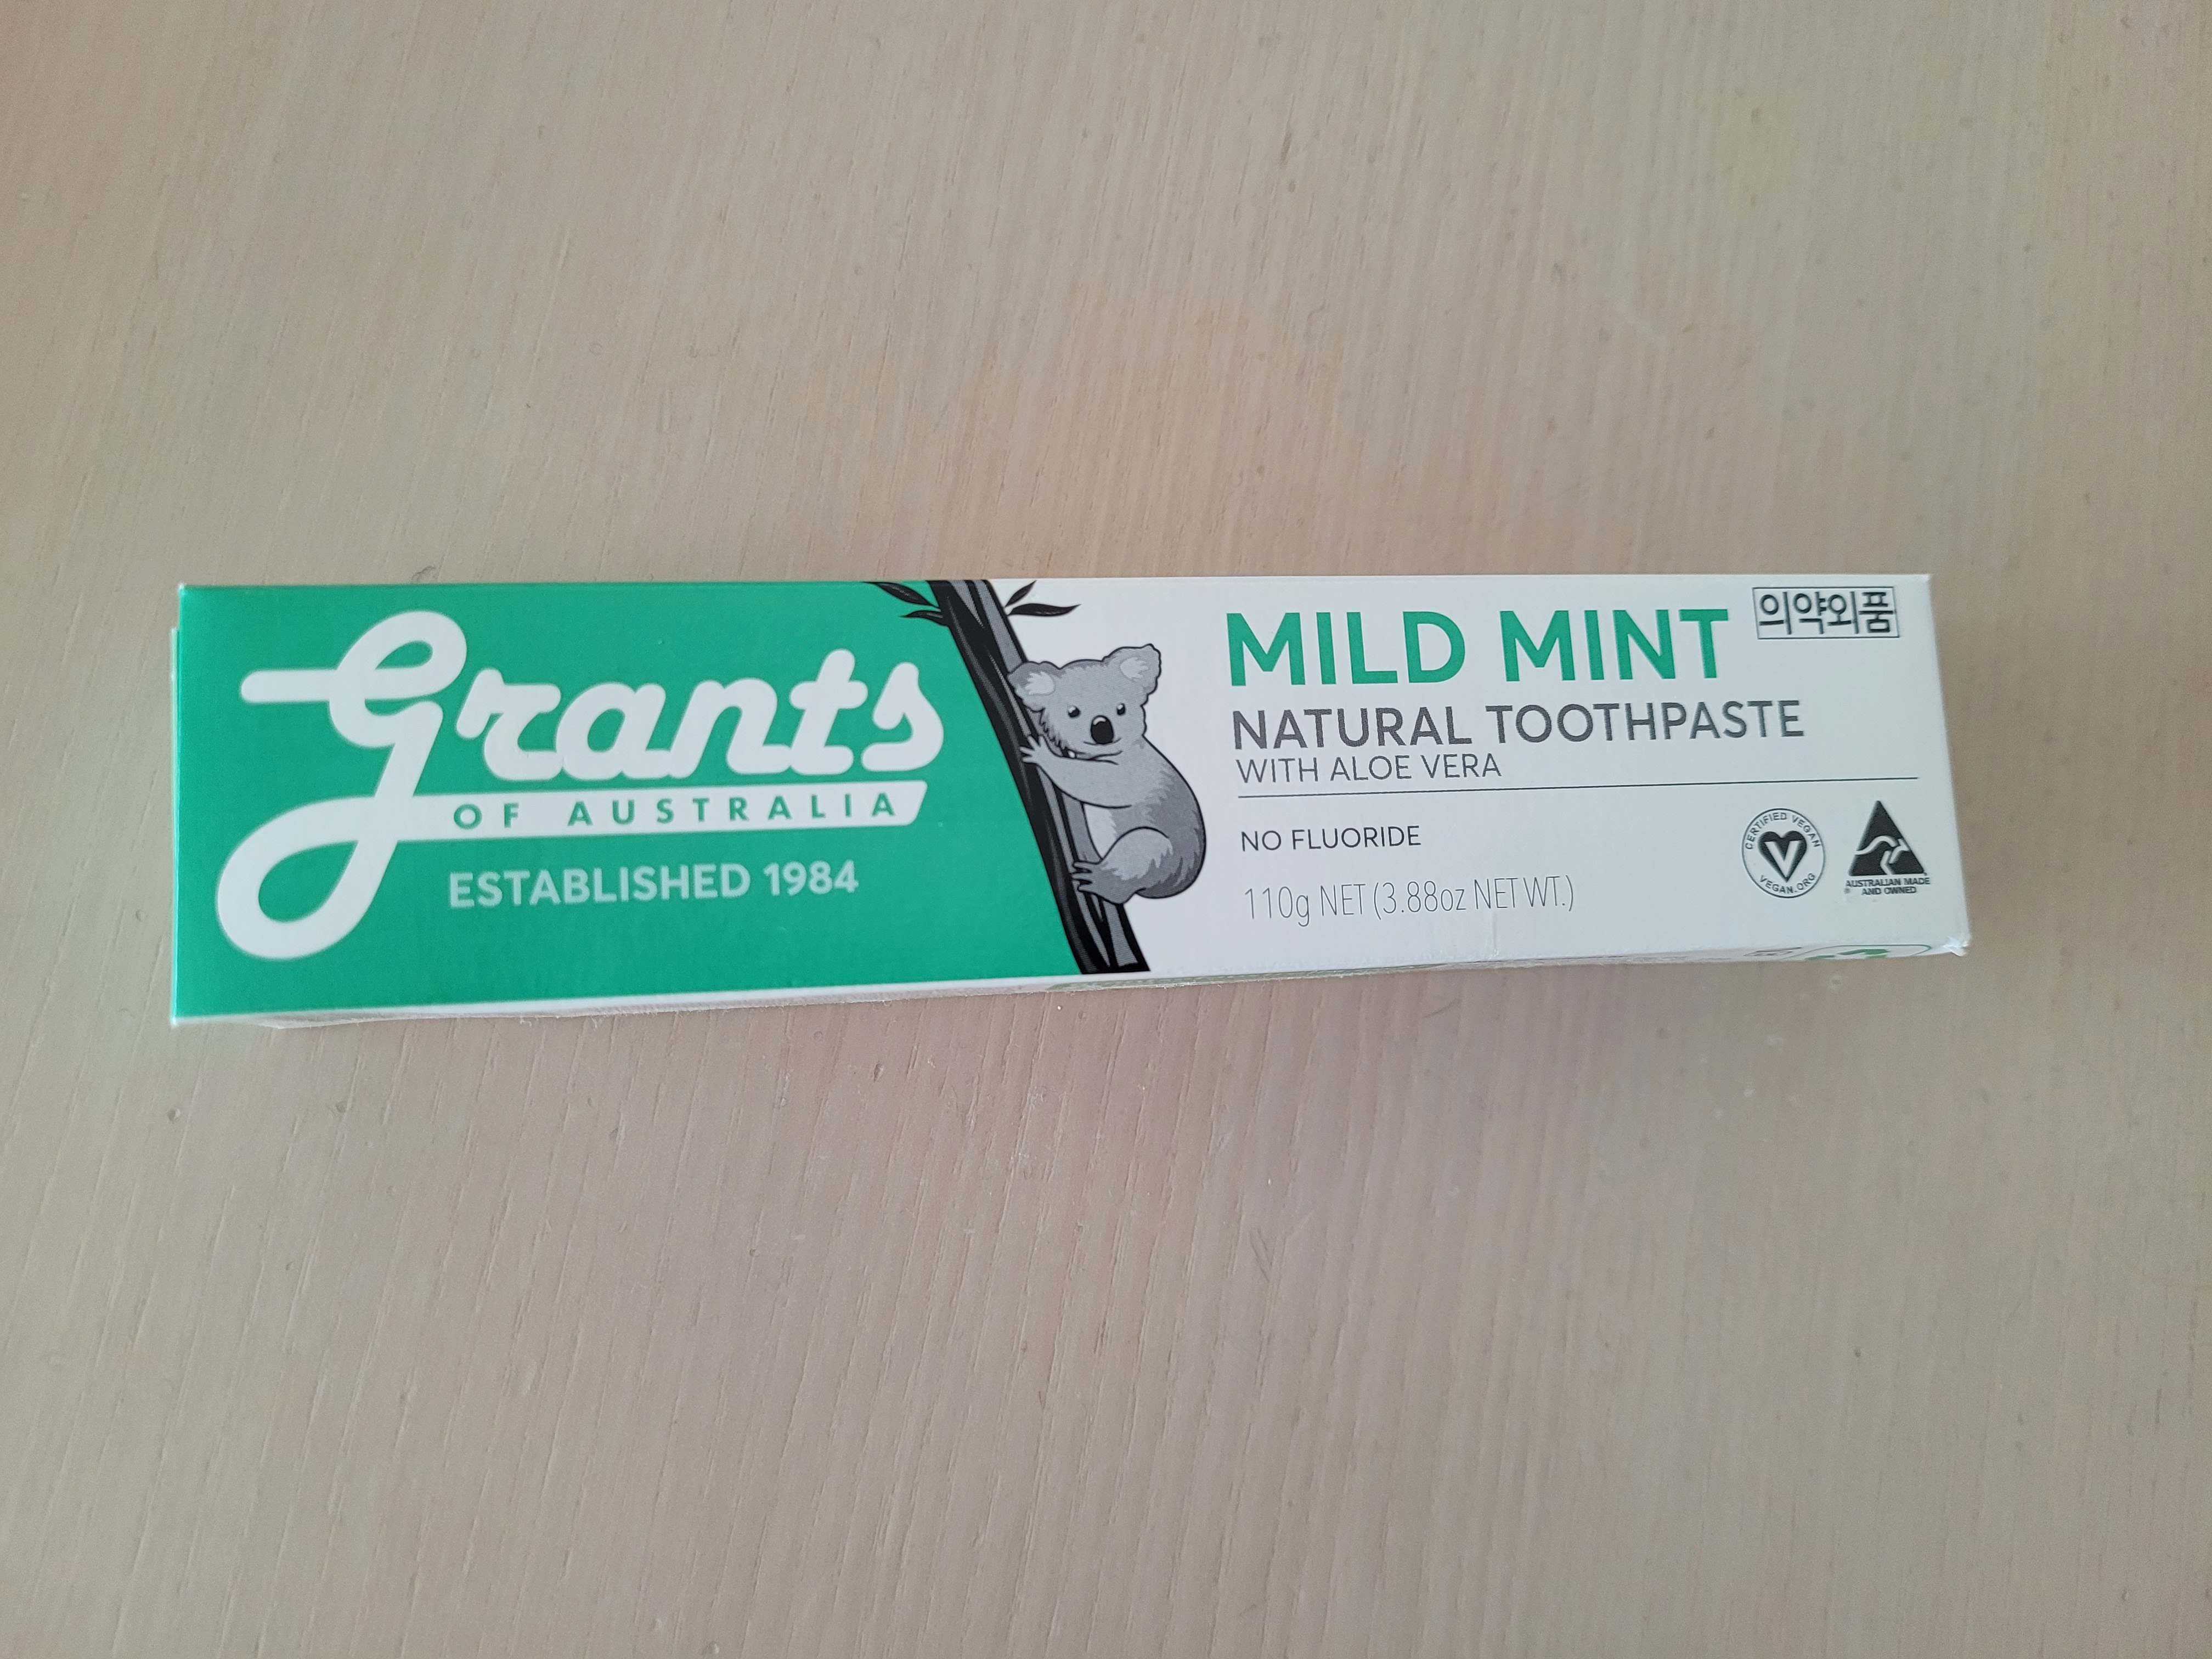 Grants
OF AUSTRALIA
ESTABLISHED 1984
MILD MINT
의약외품
NATURAL TOOTHPASTE
WITH ALOE VERA
NO FLUORIDE
110g NET (3.88oz NET WT.)
CERTIFIED VEGAN
VEGAN.ORG
AUSTRALIAN MADE
AND OWNED